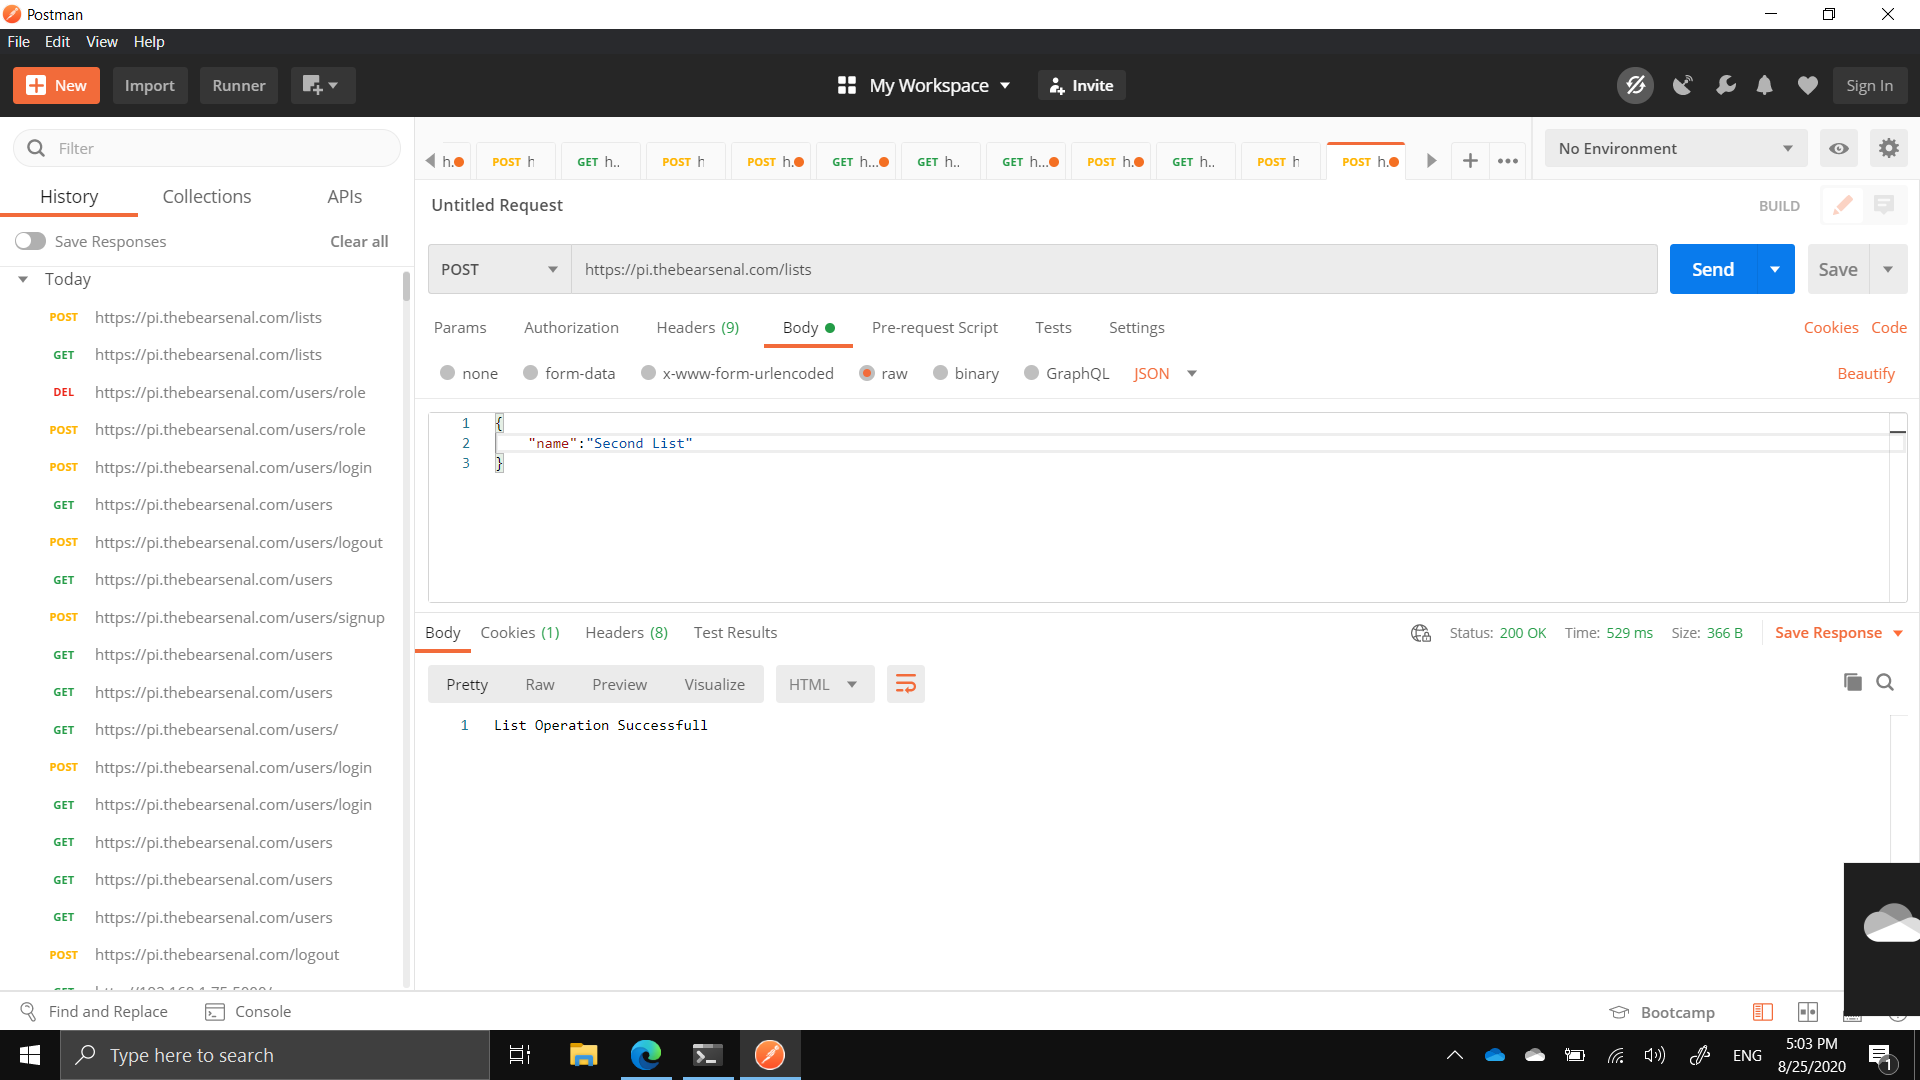 Postman
File Edit View Help
New Import Runner My Workspace Invite Sign In
Filter
History Collections APIs
Save Responses Clear all
Today
POST https://pi.thebearsenal.com/lists
GET https://pi.thebearsenal.com/lists
DEL https://pi.thebearsenal.com/users/role
POST https://pi.thebearsenal.com/users/role
POST https://pi.thebearsenal.com/users/login
GET https://pi.thebearsenal.com/users
POST https://pi.thebearsenal.com/users/logout
GET https://pi.thebearsenal.com/users
POST https://pi.thebearsenal.com/users/signup
GET https://pi.thebearsenal.com/users
GET https://pi.thebearsenal.com/users
GET https://pi.thebearsenal.com/users/
POST https://pi.thebearsenal.com/users/login
GET https://pi.thebearsenal.com/users/login
GET https://pi.thebearsenal.com/users
GET https://pi.thebearsenal.com/users
GET https://pi.thebearsenal.com/users
POST https://pi.thebearsenal.com/logout
h. POST h GET h.. POST h POST h. GET h... GET h.. GET h... POST h. GET h.. POST h POST h.
No Environment
Untitled Request BUILD
POST https://pi.thebearsenal.com/lists Send Save
Params Authorization Headers (9) Body Pre-request Script Tests Settings Cookies Code
none form-data x-www-form-urlencoded raw binary GraphQL JSON Beautify
1 {
2 "name":"Second List"
3 }
Body Cookies (1) Headers (8) Test Results Status: 200 OK Time: 529 ms Size: 366 B Save Response
Pretty Raw Preview Visualize HTML
1 List Operation Successfull
Find and Replace Console Bootcamp
Type here to search
ENG
5:03 PM
8/25/2020
1